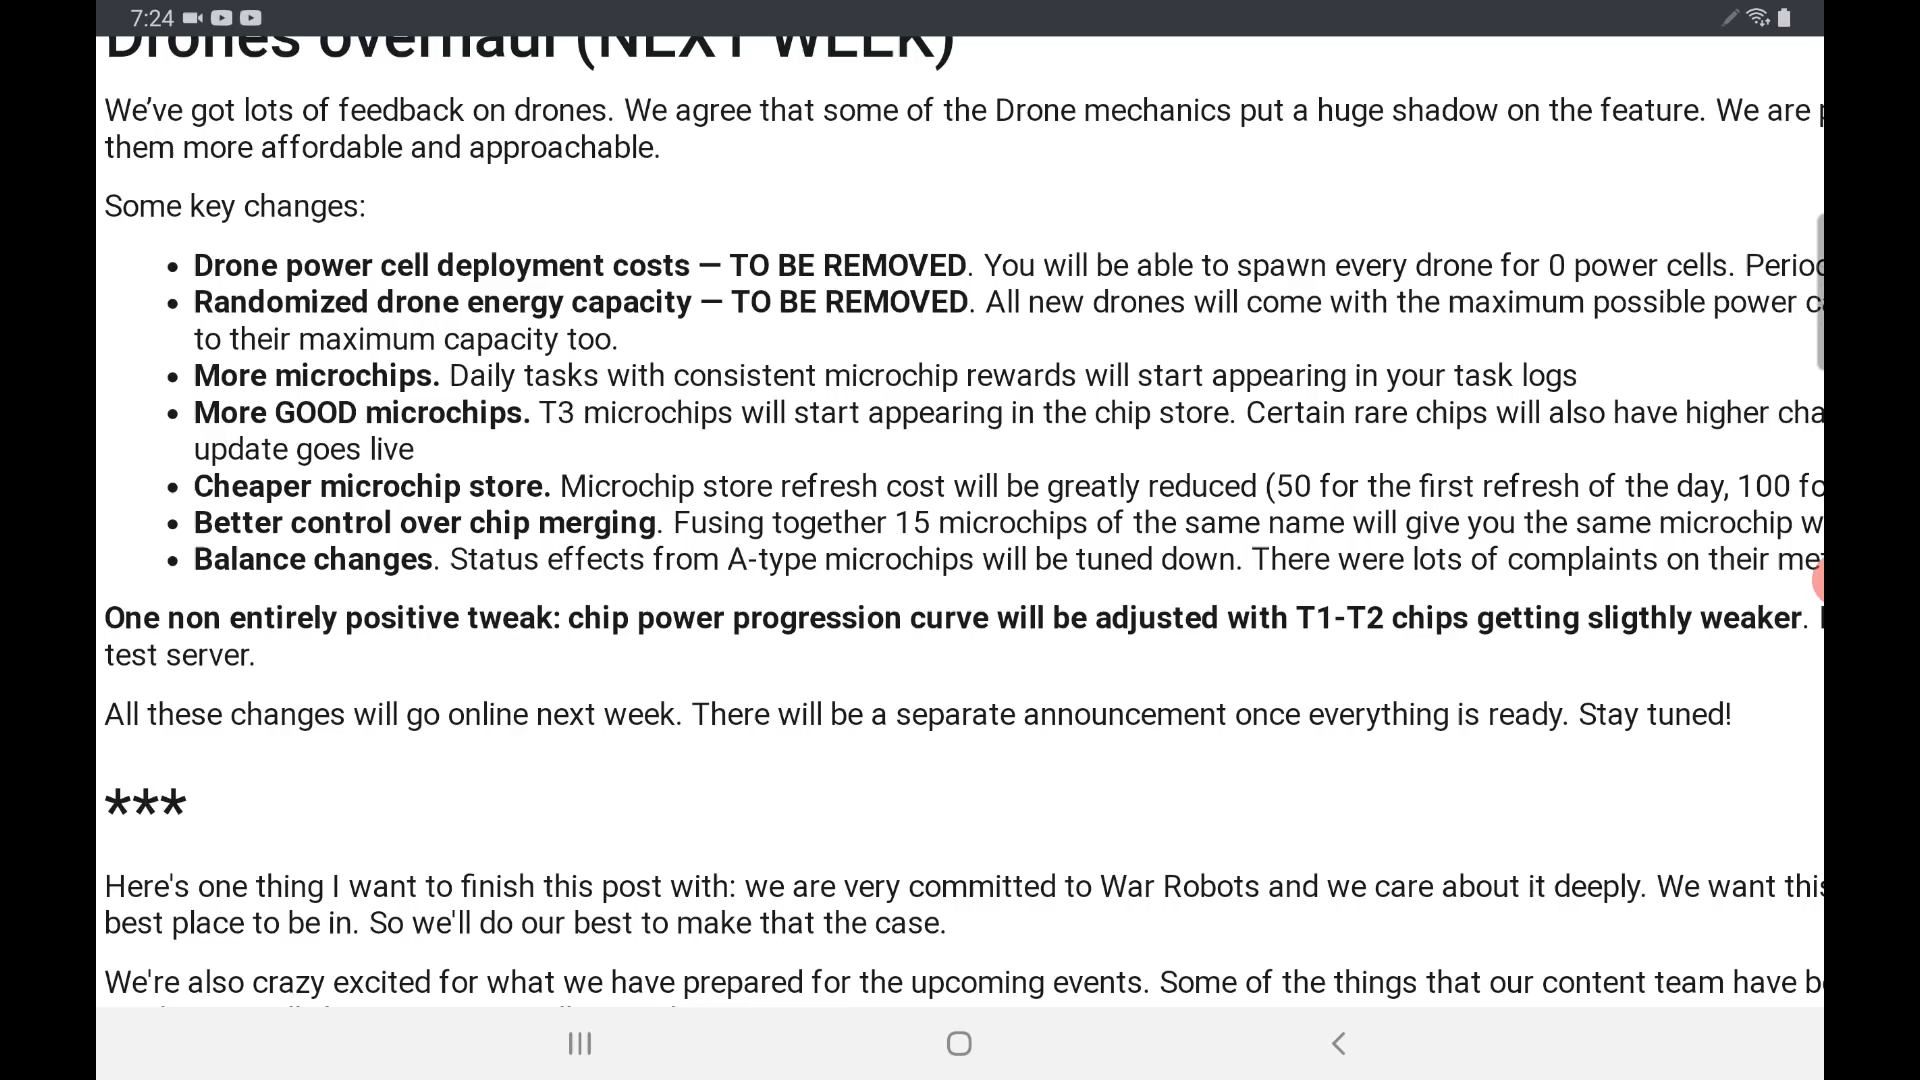 7:24
Drones overhaul (NEXT WEEK)
We've got lots of feedback on drones. We agree that some of the Drone mechanics put a huge shadow on the feature. We are
them more affordable and approachable.
Some key changes:
• Drone power cell deployment costs — TO BE REMOVED. You will be able to spawn every drone for 0 power cells.
• Randomized drone energy capacity — TO BE REMOVED. All new drones will come with the maximum possible power
to their maximum capacity too.
• More microchips. Daily tasks with consistent microchip rewards will start appearing in your task logs
• More GOOD microchips. T3 microchips will start appearing in the chip store. Certain rare chips will also have higher
update goes live
• Cheaper microchip store. Microchip store refresh cost will be greatly reduced (50 for the first refresh of the day, 100
• Better control over chip merging. Fusing together 15 microchips of the same name will give you the same microchip
• Balance changes. Status effects from A-type microchips will be tuned down. There were lots of complaints on their
One non entirely positive tweak: chip power progression curve will be adjusted with T1-T2 chips getting sligthly weaker.
test server.
All these changes will go online next week. There will be a separate announcement once everything is ready. Stay tuned!
***
Here's one thing I want to finish this post with: we are very committed to War Robots and we care about it deeply. We want this
best place to be in. So we'll do our best to make that the case.
We're also crazy excited for what we have prepared for the upcoming events. Some of the things that our content team have